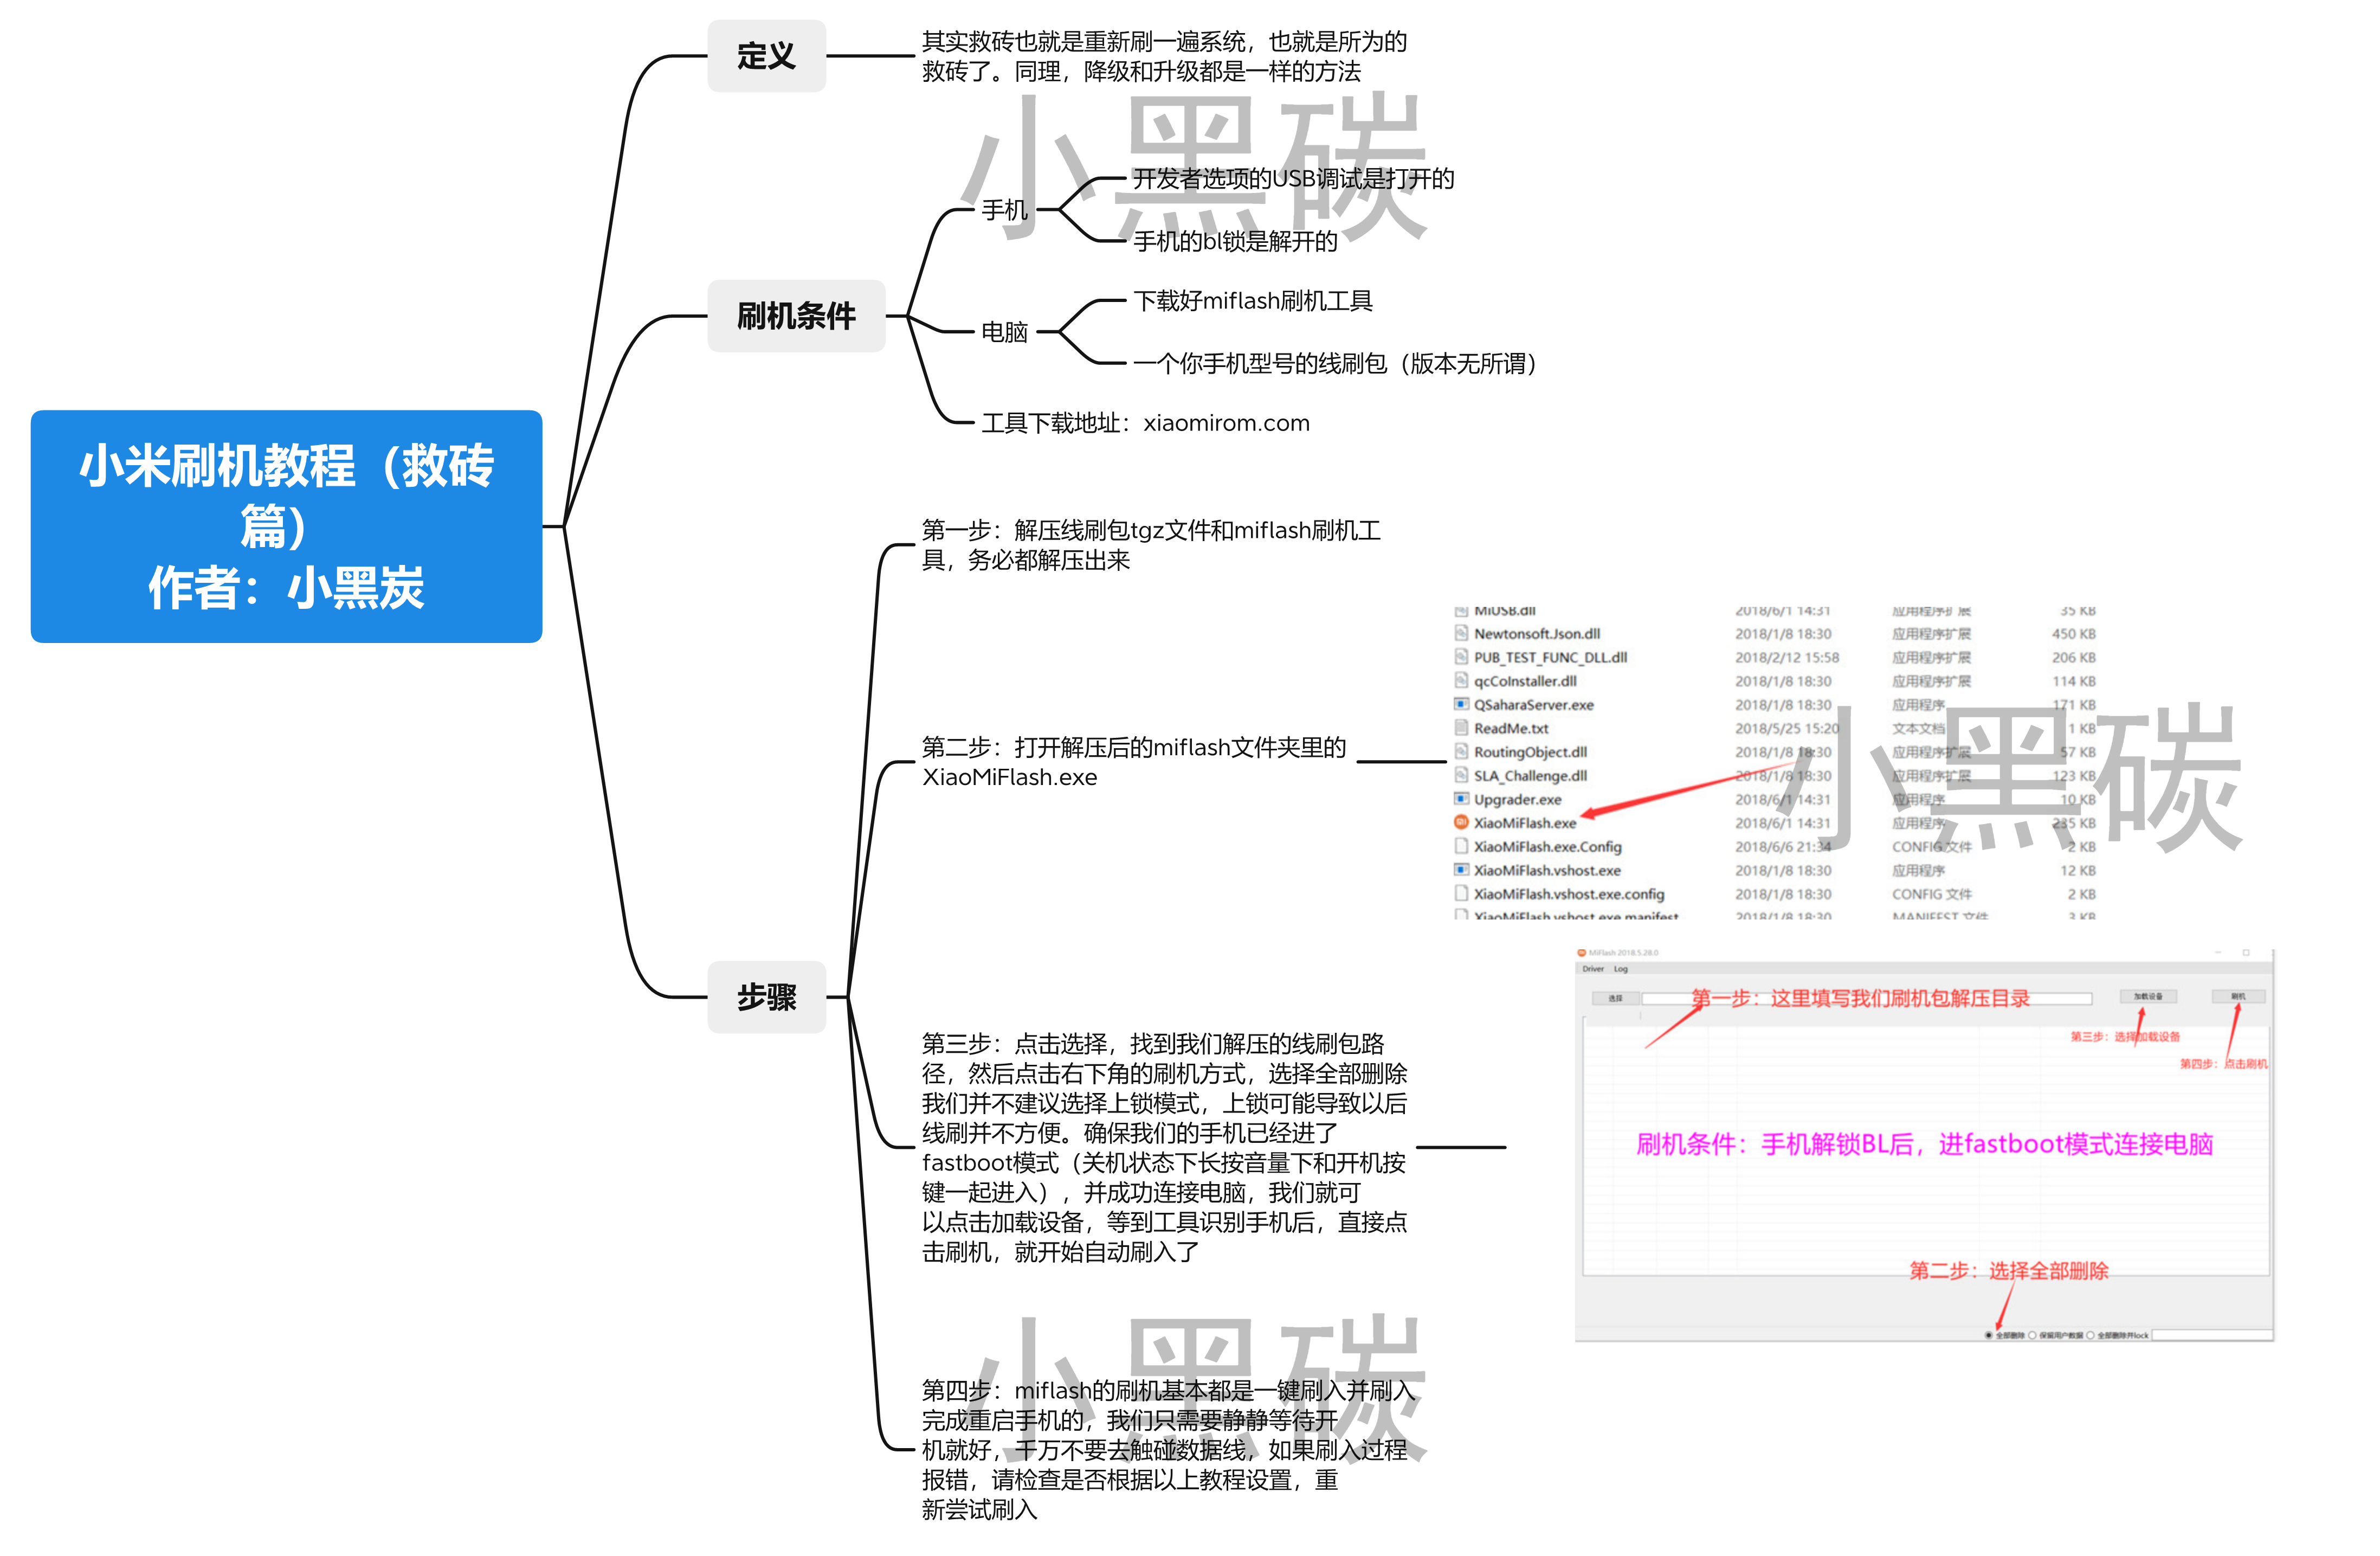 小米刷机教程（救砖
篇）
作者：小黑炭
定义
其实救砖也就是重新刷一遍系统，也就是所为的
救砖了。同理，降级和升级都是一样的方法
小黑碳
刷机条件
手机
开发者选项的USB调试是打开的
手机的bl锁是解开的
电脑
下载好miflash刷机工具
一个你手机型号的线刷包（版本无所谓）
工具下载地址：xiaomirom.com
步骤
第一步：解压线刷包tgz文件和miflash刷机工
具，务必都解压出来
第二步：打开解压后的miflash文件夹里的
XiaoMiFlash.exe
MiUSB.dll 2018/6/1 14:31 应用程序扩展 35 KB
Newtonsoft.Json.dll 2018/1/8 18:30 应用程序扩展 450 KB
PUB_TEST_FUNC_DLL.dll 2018/2/12 15:58 应用程序扩展 206 KB
qcCoInstaller.dll 2018/1/8 18:30 应用程序扩展 114 KB
QSaharaServer.exe 2018/1/8 18:30 应用程序 171 KB
ReadMe.txt 2018/5/25 15:20 文本文档 1 KB
RoutingObject.dll 2018/1/8 18:30 应用程序扩展 57 KB
SLA_Challenge.dll 2018/1/8 18:30 应用程序扩展 123 KB
Upgrader.exe 2018/6/1 14:31 应用程序 10 KB
XiaoMiFlash.exe 2018/6/1 14:31 应用程序 235 KB
XiaoMiFlash.exe.Config 2018/6/6 21:34 CONFIG 文件 2 KB
XiaoMiFlash.vshost.exe 2018/1/8 18:30 应用程序 12 KB
XiaoMiFlash.vshost.exe.config 2018/1/8 18:30 CONFIG 文件 2 KB
XiaoMiFlash.vshost.exe.manifest 2018/1/8 18:30 MANIFEST 文件 3 KB
小黑碳
第三步：点击选择，找到我们解压的线刷包路
径，然后点击右下角的刷机方式，选择全部删除
我们并不建议选择上锁模式，上锁可能导致以后
线刷并不方便。确保我们的手机已经进了
fastboot模式（关机状态下长按音量下和开机按
键一起进入），并成功连接电脑，我们就可
以点击加载设备，等到工具识别手机后，直接点
击刷机，就开始自动刷入了
MiFlash 2018.5.28.0
Driver Log
选择
第一步：这里填写我们刷机包解压目录
加载设备
刷机
第三步：选择加载设备
第四步：点击刷机
刷机条件：手机解锁BL后，进fastboot模式连接电脑
第二步：选择全部删除
全部删除 保留用户数据 全部删除并lock
第四步：miflash的刷机基本都是一键刷入并刷入
完成重启手机的，我们只需要静静等待开
机就好，千万不要去触碰数据线，如果刷入过程
报错，请检查是否根据以上教程设置，重
新尝试刷入
小黑碳